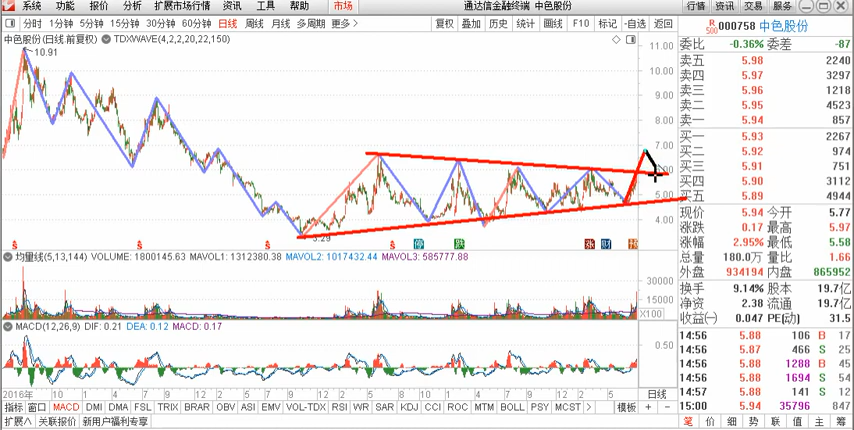 系统 功能 报价 分析 扩展市场行情 资讯 工具 帮助 市场 通达信金融终端 中色股份 行情 资讯 交易 服务
分时 1分钟 5分钟 15分钟 30分钟 60分钟 日线 周线 月线 多周期 更多 > 复权 叠加 历史 统计 画线 F10 标记 -自选 返回
R 500 000758 中色股份
中色股份(日线.前复权) TDXWAVE(4,2,2,20,22,150)
10.91
11.00
10.00
9.00
8.00
7.00
5.00
4.00
委比 -0.36% 委差 -87
卖五 5.98 2240
卖四 5.97 3297
卖三 5.96 1218
卖二 5.95 4523
卖一 5.94 857
买一 5.93 2267
买二 5.92 974
买三 5.91 751
买四 5.90 3112
买五 5.89 4944
现价 5.94 今开 5.77
涨跌 0.17 最高 5.97
涨幅 2.95% 最低 5.58
总量 180.0万 量比 1.66
外盘 934194 内盘 865952
换手 9.14% 股本 19.7亿
净资 2.38 流通 19.7亿
收益(一) 0.047 PE(动) 31.5
14:56 5.88 106 B 17
14:56 5.87 466 S 25
14:56 5.88 1288 B 45
14:56 5.88 1694 S 54
14:57 5.88 141 S 12
15:00 5.94 35796 847
笔 价 细 势 联 值 主 筹
3.29
均量线(5,13,144) VOLUME: 1800145.63 MAVOL1: 1312380.38 MAVOL2: 1017432.44 MAVOL3: 585777.88
30000
15000
X100
MACD(12,26,9) DIF: 0.21 DEA: 0.12 MACD: 0.17
0.50
2016年 10 12 2 5 7 9 12 2 5 7 10 12 2 5 日线
指标 窗口 MACD DMI DMA FSL TRIX BRAR OBV ASI EMV VOL-TDX RSI WR SAR KDJ CCI ROC MTM BOLL PSY MCST > 模板 + －
扩展∧ 关联报价 新用户福利专享